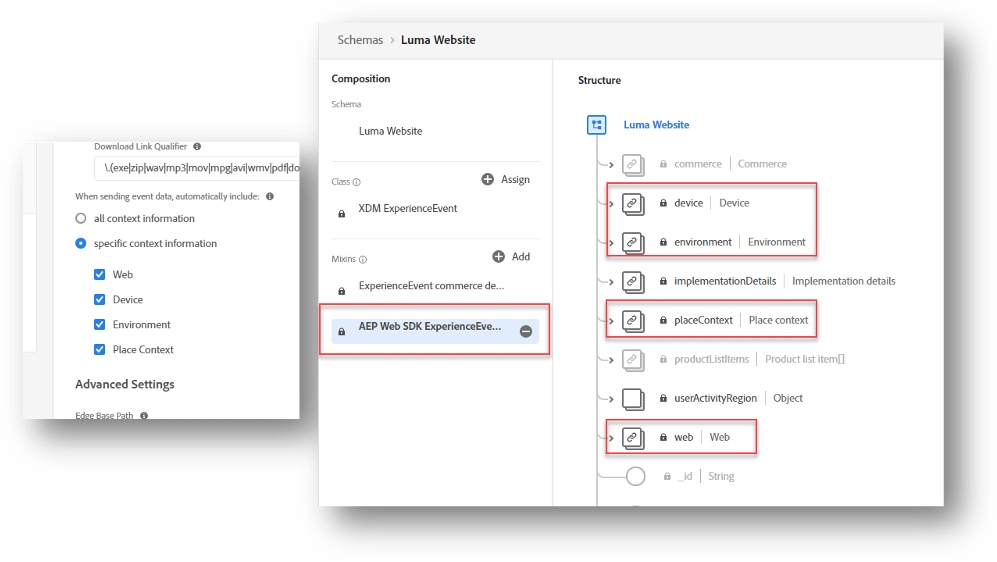 Download Link Qualifier
\.(exe|zip|wav|mp3|mov|mpg|avi|wmv|pdf|do
When sending event data, automatically include:
all context information
specific context information
Web
Device
Environment
Place Context
Advanced Settings
Edge Base Path
Schemas > Luma Website
Composition
Schema
Luma Website
Class
Assign
XDM ExperienceEvent
Mixins
Add
ExperienceEvent commerce de...
AEP Web SDK ExperienceEve...
Structure
Luma Website
commerce | Commerce
device | Device
environment | Environment
implementationDetails | Implementation details
placeContext | Place context
productListItems | Product list item[]
userActivityRegion | Object
web | Web
_id | String